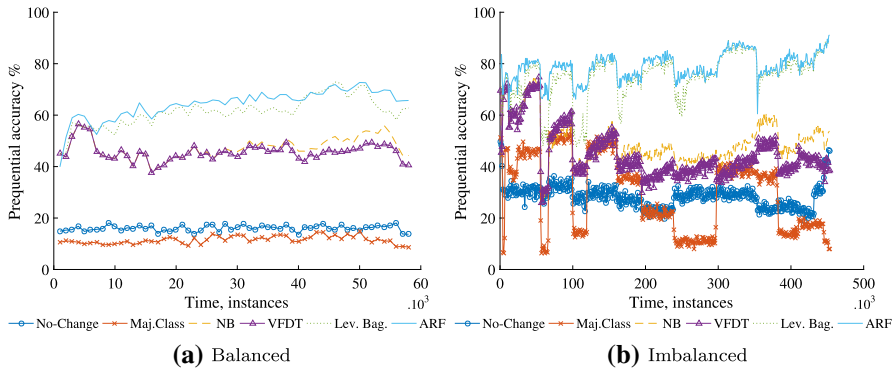 Prequential accuracy %
100
80
60
40
20
0
0 10 20 30 40 50 60
Time, instances
.10³
No-Change Maj.Class NB VFDT Lev. Bag. ARF
(a) Balanced
Prequential accuracy %
100
80
60
40
20
0
0 100 200 300 400 500
Time, instances
.10³
No-Change Maj.Class NB VFDT Lev. Bag. ARF
(b) Imbalanced